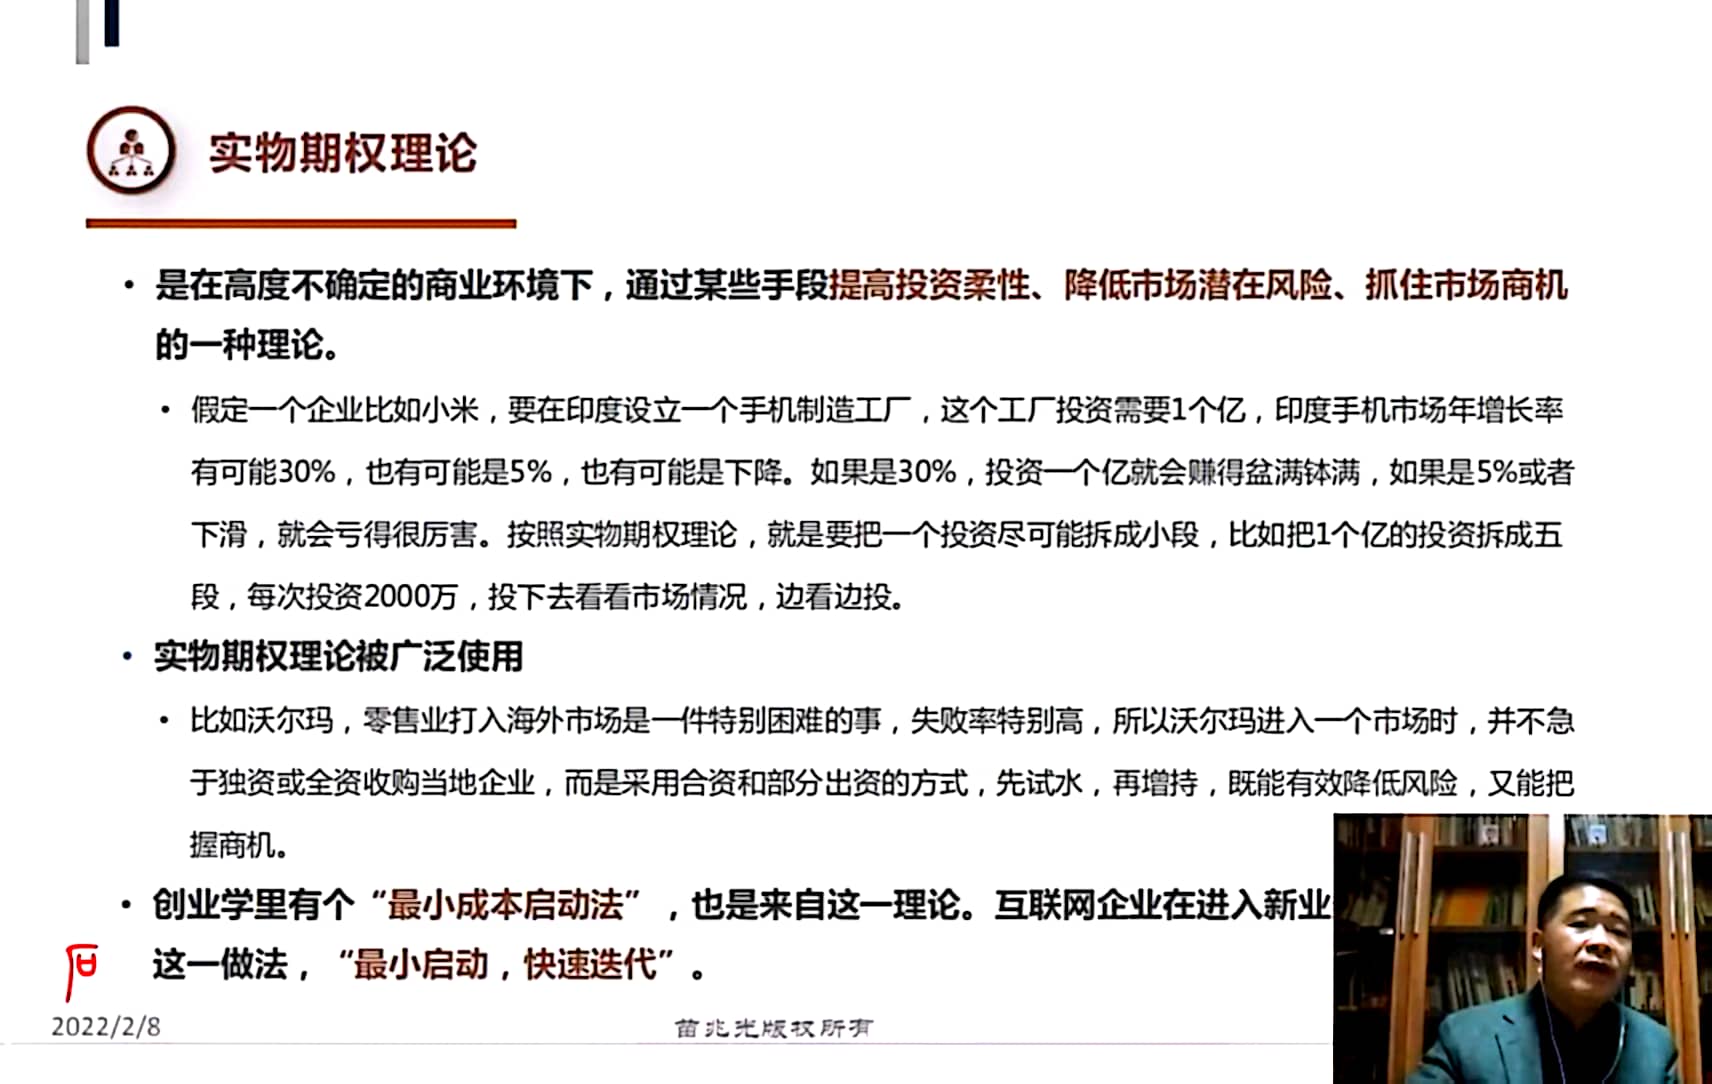 实物期权理论
• 是在高度不确定的商业环境下，通过某些手段提高投资柔性、降低市场潜在风险、抓住市场商机
的一种理论。
• 假定一个企业比如小米，要在印度设立一个手机制造工厂，这个工厂投资需要1个亿，印度手机市场年增长率
有可能30%，也有可能是5%，也有可能是下降。如果是30%，投资一个亿就会赚得盆满钵满，如果是5%或者
下滑，就会亏得很厉害。按照实物期权理论，就是要把一个投资尽可能拆成小段，比如把1个亿的投资拆成五
段，每次投资2000万，投下去看看市场情况，边看边投。
• 实物期权理论被广泛使用
• 比如沃尔玛，零售业打入海外市场是一件特别困难的事，失败率特别高，所以沃尔玛进入一个市场时，并不急
于独资或全资收购当地企业，而是采用合资和部分出资的方式，先试水，再增持，既能有效降低风险，又能把
握商机。
• 创业学里有个“最小成本启动法”，也是来自这一理论。互联网企业在进入新业
这一做法，“最小启动，快速迭代”。
2022/2/8
苗兆光版权所有